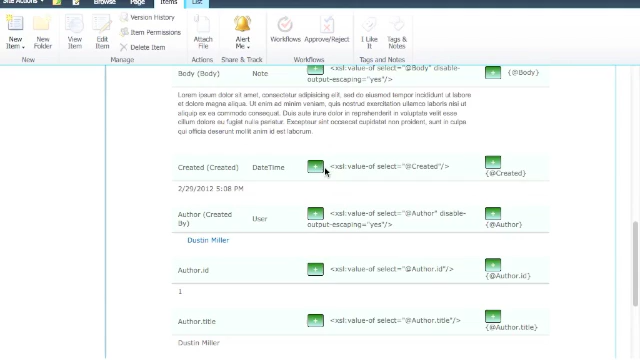 Site Actions Browse Page Items List
New Item
New Folder
View Item
Edit Item
Version History
Item Permissions
Delete Item
Attach File
Alert Me
Workflows
Approve/Reject
I Like It
Tags & Notes
New Manage Actions Share & Track Workflows Tags and Notes
Body (Body) Note <xsl:value-of select="@Body" disable-output-escaping="yes"/> {@Body}
Lorem ipsum dolor sit amet, consectetur adipisicing elit, sed do eiusmod tempor incididunt ut labore
et dolore magna aliqua. Ut enim ad minim veniam, quis nostrud exercitation ullamco laboris nisi ut
aliquip ex ea commodo consequat. Duis aute irure dolor in reprehenderit in voluptate velit esse
cillum dolore eu fugiat nulla pariatur. Excepteur sint occaecat cupidatat non proident, sunt in culpa
qui officia deserunt mollit anim id est laborum.
Created (Created) DateTime <xsl:value-of select="@Created"/> {@Created}
2/29/2012 5:08 PM
Author (Created By) User <xsl:value-of select="@Author" disable-output-escaping="yes"/> {@Author}
Dustin Miller
Author.id <xsl:value-of select="@Author.id"/> {@Author.id}
1
Author.title <xsl:value-of select="@Author.title"/> {@Author.title}
Dustin Miller